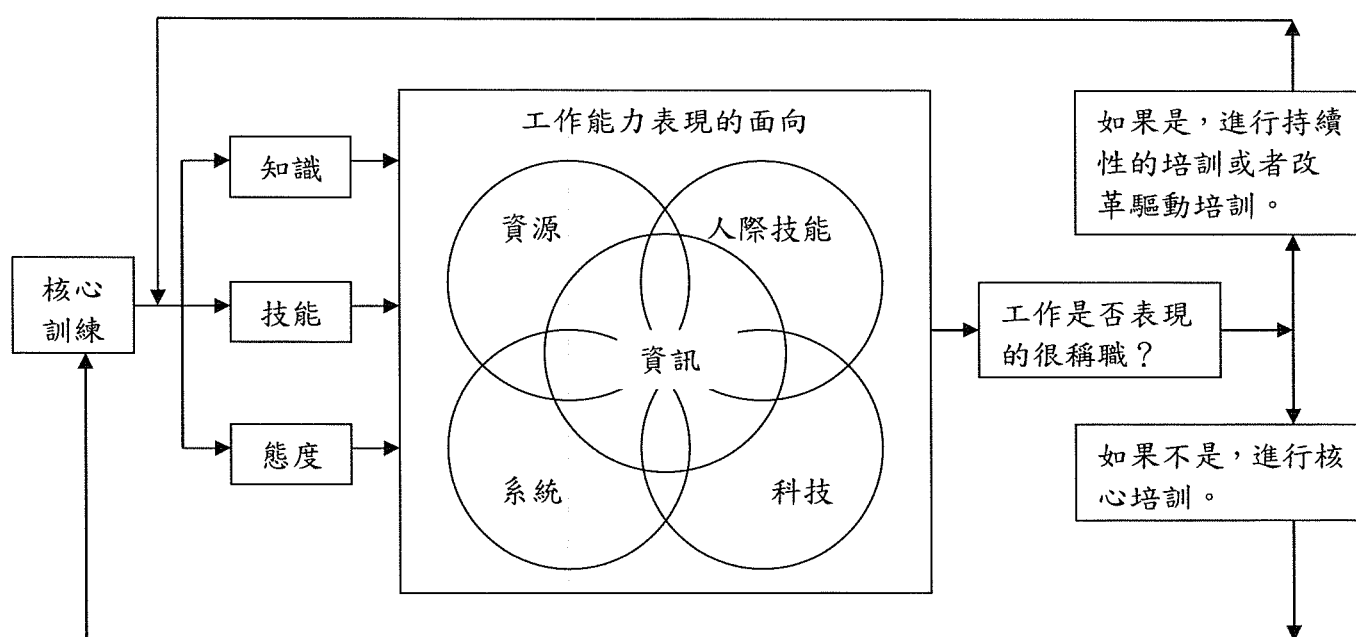 核心
訓練
知識
技能
態度
工作能力表現的面向
資源
人際技能
資訊
系統
科技
工作是否表現
的很稱職？
如果是，進行持續
性的培訓或者改
革驅動培訓。
如果不是，進行核
心培訓。